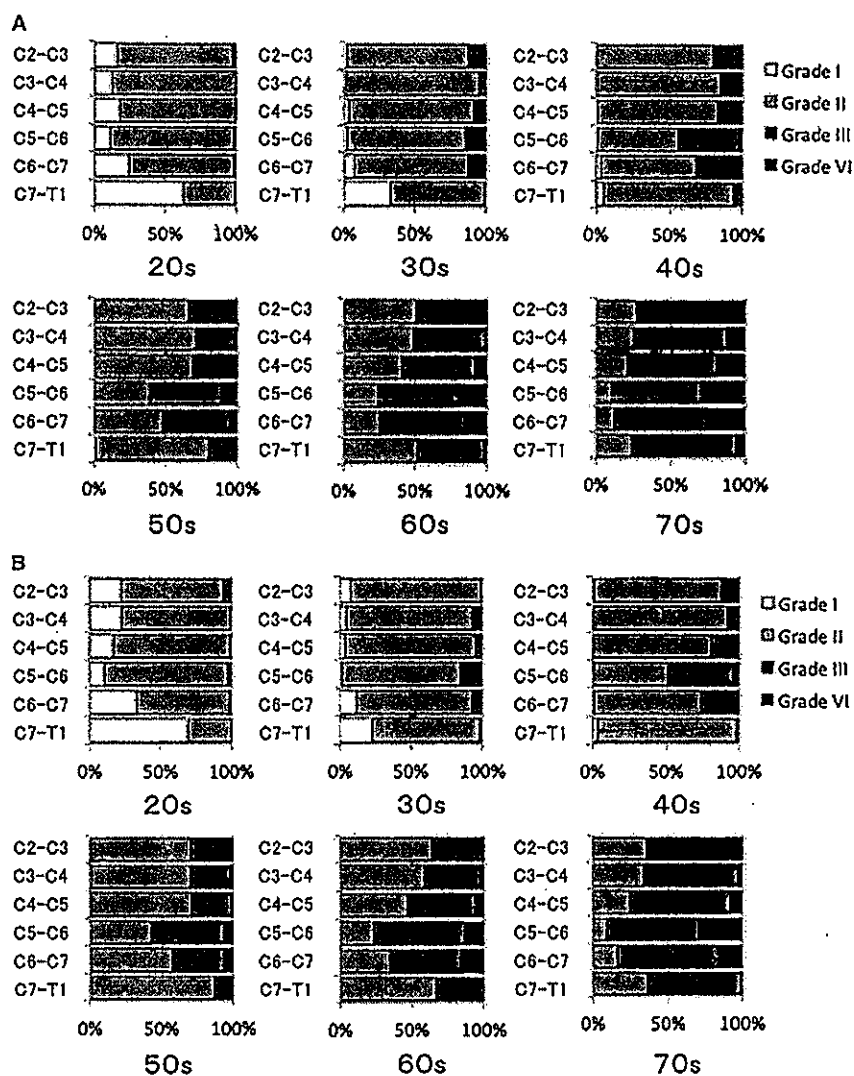 A
C2-C3 C2-C3 C2-C3 Grade I
C3-C4 C3-C4 C3-C4 Grade II
C4-C5 C4-C5 C4-C5 Grade III
C5-C6 C5-C6 C5-C6 Grade VI
C6-C7 C6-C7 C6-C7
C7-T1 C7-T1 C7-T1
0% 50% 100% 0% 50% 100% 0% 50% 100%
20s 30s 40s
C2-C3 C2-C3 C2-C3
C3-C4 C3-C4 C3-C4
C4-C5 C4-C5 C4-C5
C5-C6 C5-C6 C5-C6
C6-C7 C6-C7 C6-C7
C7-T1 C7-T1 C7-T1
0% 50% 100% 0% 50% 100% 0% 50% 100%
50s 60s 70s
B
C2-C3 C2-C3 C2-C3 Grade I
C3-C4 C3-C4 C3-C4 Grade II
C4-C5 C4-C5 C4-C5 Grade III
C5-C6 C5-C6 C5-C6 Grade VI
C6-C7 C6-C7 C6-C7
C7-T1 C7-T1 C7-T1
0% 50% 100% 0% 50% 100% 0% 50% 100%
20s 30s 40s
C2-C3 C2-C3 C2-C3
C3-C4 C3-C4 C3-C4
C4-C5 C4-C5 C4-C5
C5-C6 C5-C6 C5-C6
C6-C7 C6-C7 C6-C7
C7-T1 C7-T1 C7-T1
0% 50% 100% 0% 50% 100% 0% 50% 100%
50s 60s 70s